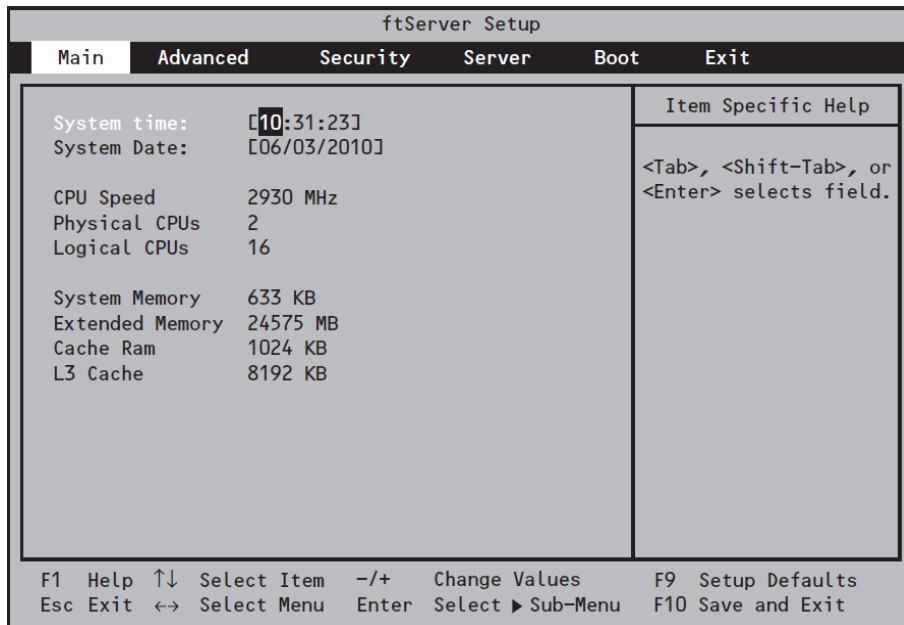 ftServer Setup
Main Advanced Security Server Boot Exit
System time: [10:31:23]
System Date: [06/03/2010]
CPU Speed 2930 MHz
Physical CPUs 2
Logical CPUs 16
System Memory 633 KB
Extended Memory 24575 MB
Cache Ram 1024 KB
L3 Cache 8192 KB
Item Specific Help
<Tab>, <Shift-Tab>, or
<Enter> selects field.
F1 Help ↑↓ Select Item -/+ Change Values F9 Setup Defaults
Esc Exit ↔ Select Menu Enter Select ▶ Sub-Menu F10 Save and Exit